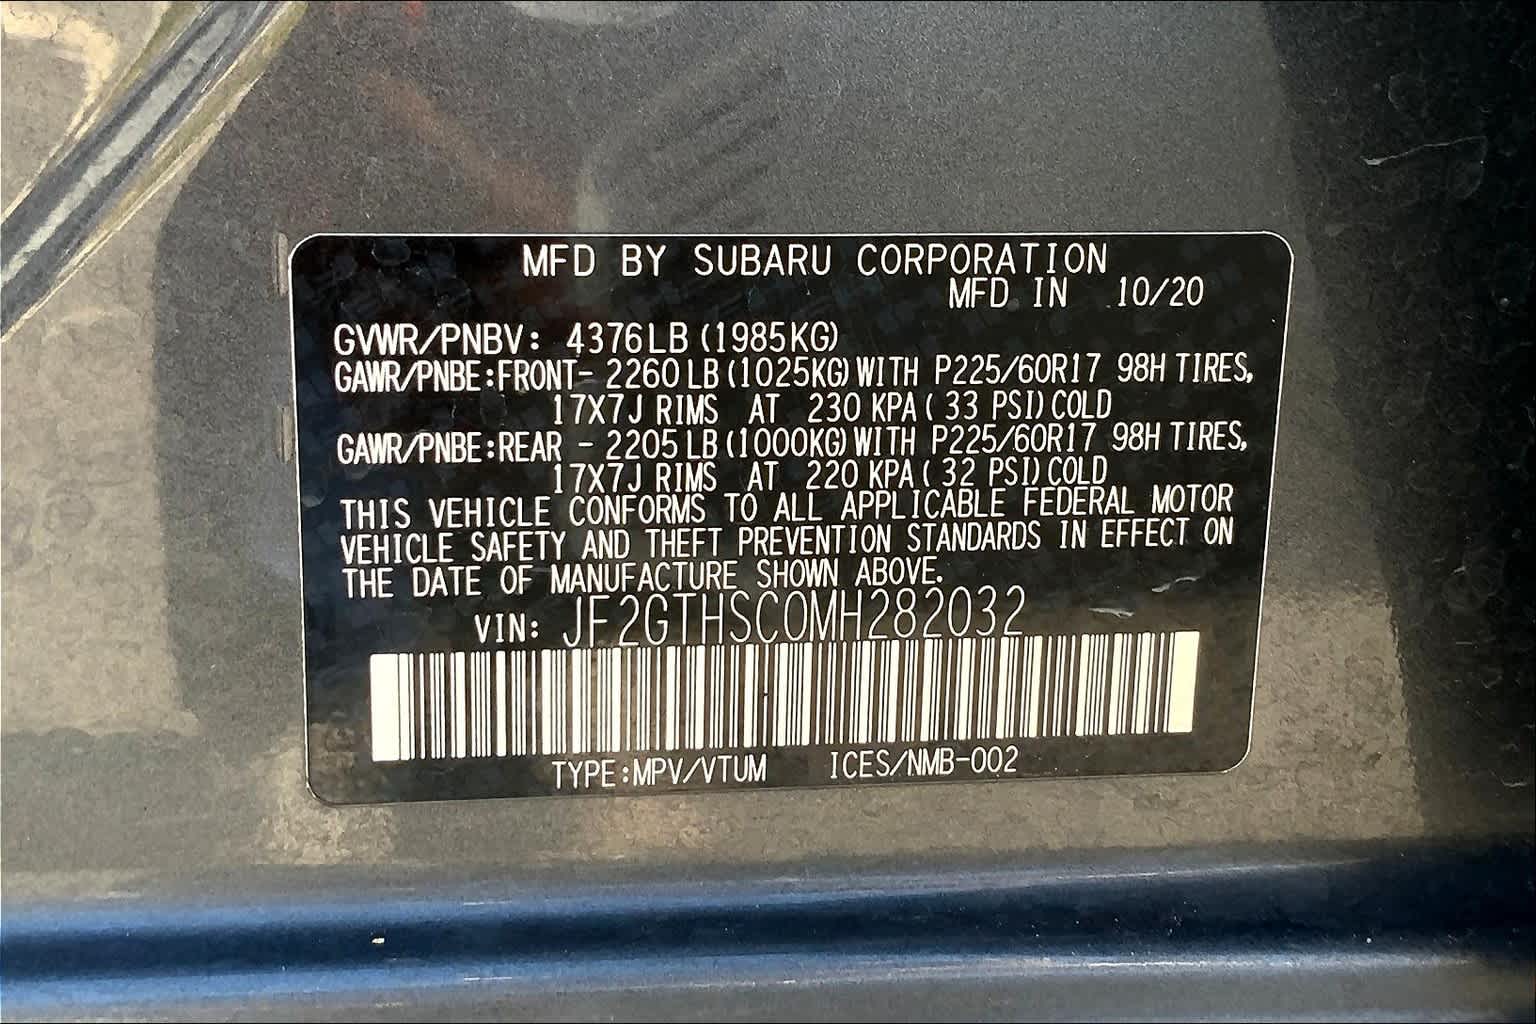 MFD BY SUBARU CORPORATION
MFD IN 10/20
GVWR/PNBV: 4376LB (1985KG)
GAWR/PNBE:FRONT- 2260 LB (1025KG) WITH P225/60R17 98H TIRES,
17X7J RIMS AT 230 KPA ( 33 PSI) COLD
GAWR/PNBE:REAR - 2205 LB (1000KG) WITH P225/60R17 98H TIRES,
17X7J RIMS AT 220 KPA ( 32 PSI) COLD
THIS VEHICLE CONFORMS TO ALL APPLICABLE FEDERAL MOTOR
VEHICLE SAFETY AND THEFT PREVENTION STANDARDS IN EFFECT ON
THE DATE OF MANUFACTURE SHOWN ABOVE.
VIN: JF2GTHSC0MH282032
TYPE:MPV/VTUM ICES/NMB-002